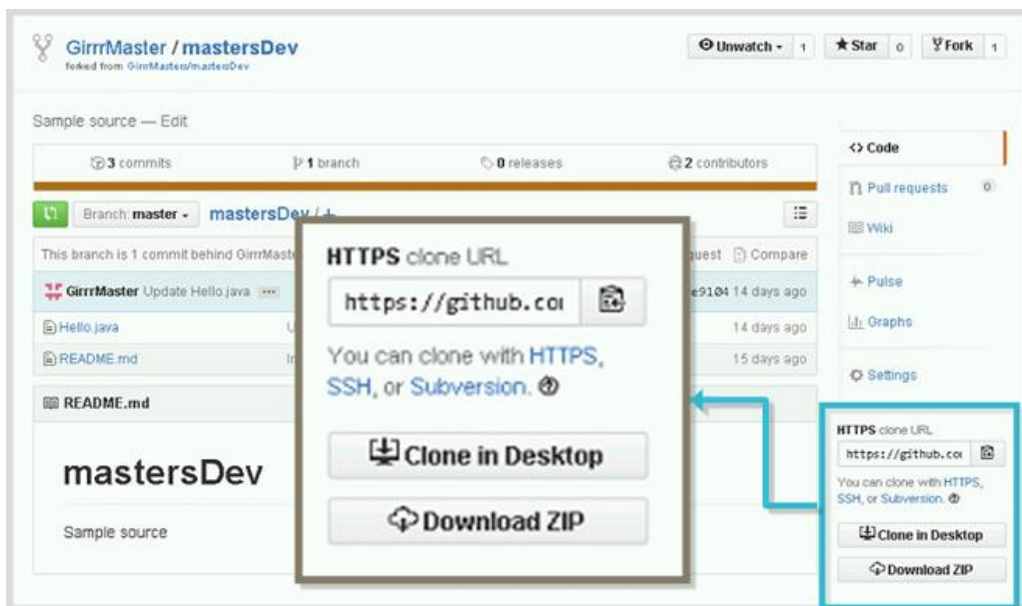 GirrrMaster / mastersDev
forked from GirrMasters/mastersDev
Unwatch 1
Star 0
Fork 1
Sample source — Edit
3 commits
1 branch
0 releases
2 contributors
Branch: master
mastersDev / +
This branch is 1 commit behind
Compare
GirrrMaster Update Hello.java
e9104 14 days ago
Hello.java
14 days ago
README.md
15 days ago
README.md
mastersDev
Sample source
HTTPS clone URL
https://github.co
You can clone with HTTPS,
SSH, or Subversion.
Clone in Desktop
Download ZIP
<> Code
Pull requests 0
Wiki
Pulse
Graphs
Settings
HTTPS clone URL
https://github.co
You can clone with HTTPS,
SSH, or Subversion.
Clone in Desktop
Download ZIP